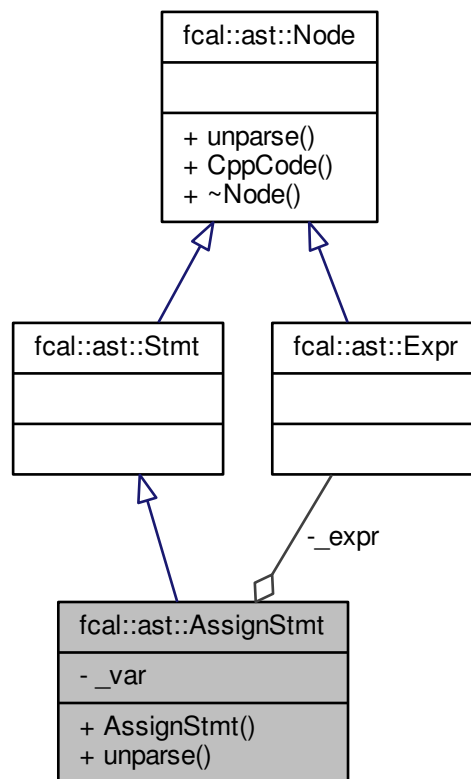 fcal::ast::Node
+ unparse()
+ CppCode()
+ ~Node()
fcal::ast::Stmt
fcal::ast::Expr
-_expr
fcal::ast::AssignStmt
- _var
+ AssignStmt()
+ unparse()